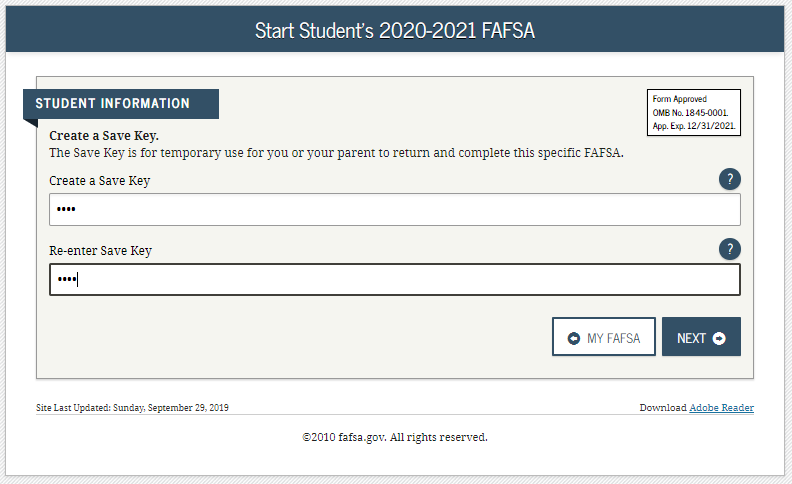 Start Student's 2020-2021 FAFSA
STUDENT INFORMATION
Form Approved
OMB No. 1845-0001.
App. Exp. 12/31/2021.
Create a Save Key.
The Save Key is for temporary use for you or your parent to return and complete this specific FAFSA.
Create a Save Key
?
••••
Re-enter Save Key
?
••••
MY FAFSA
NEXT
Site Last Updated: Sunday, September 29, 2019
Download Adobe Reader
©2010 fafsa.gov. All rights reserved.